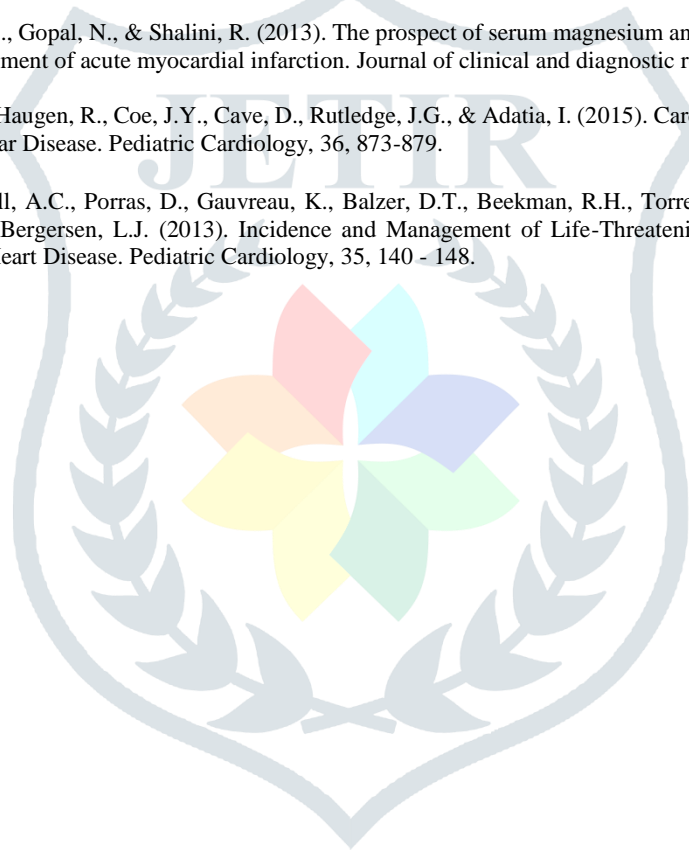 ., Gopal, N., & Shalini, R. (2013). The prospect of serum magnesium an
ment of acute myocardial infarction. Journal of clinical and diagnostic r
Haugen, R., Coe, J.Y., Cave, D., Rutledge, J.G., & Adatia, I. (2015). Car
ar Disease. Pediatric Cardiology, 36, 873-879.
JETIR
ll, A.C., Porras, D., Gauvreau, K., Balzer, D.T., Beekman, R.H., Torre
Bergersen, L.J. (2013). Incidence and Management of Life-Threateni
Heart Disease. Pediatric Cardiology, 35, 140 - 148.